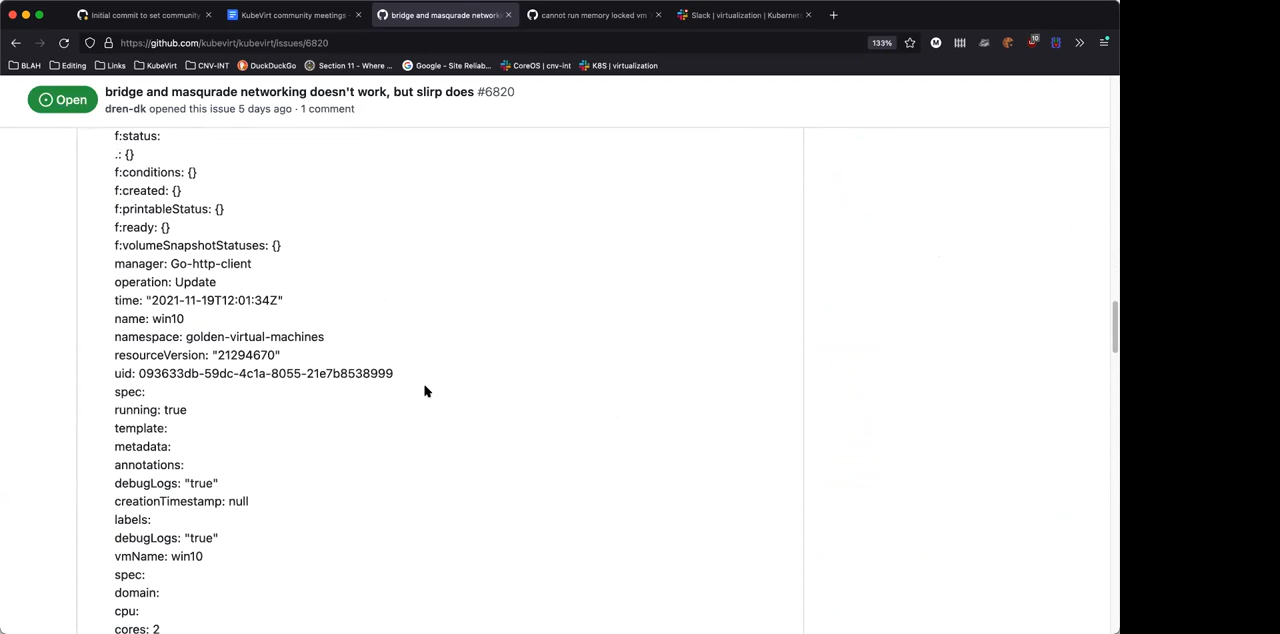 Initial commit to set community
KubeVirt community meetings -
bridge and masqurade network
cannot run memory locked vm
Slack | virtualization | Kubernet
https://github.com/kubevirt/kubevirt/issues/6820
133%
10
BLAH
Editing
Links
KubeVirt
CNV-INT
DuckDuckGo
Section 11 - Where ...
Google - Site Reliab...
CoreOS | cnv-int
K8S | virtualization
Open
bridge and masqurade networking doesn't work, but slirp does #6820
dren-dk opened this issue 5 days ago · 1 comment
f:status:
.: {}
f:conditions: {}
f:created: {}
f:printableStatus: {}
f:ready: {}
f:volumeSnapshotStatuses: {}
manager: Go-http-client
operation: Update
time: "2021-11-19T12:01:34Z"
name: win10
namespace: golden-virtual-machines
resourceVersion: "21294670"
uid: 093633db-59dc-4c1a-8055-21e7b8538999
spec:
running: true
template:
metadata:
annotations:
debugLogs: "true"
creationTimestamp: null
labels:
debugLogs: "true"
vmName: win10
spec:
domain:
cpu:
cores: 2